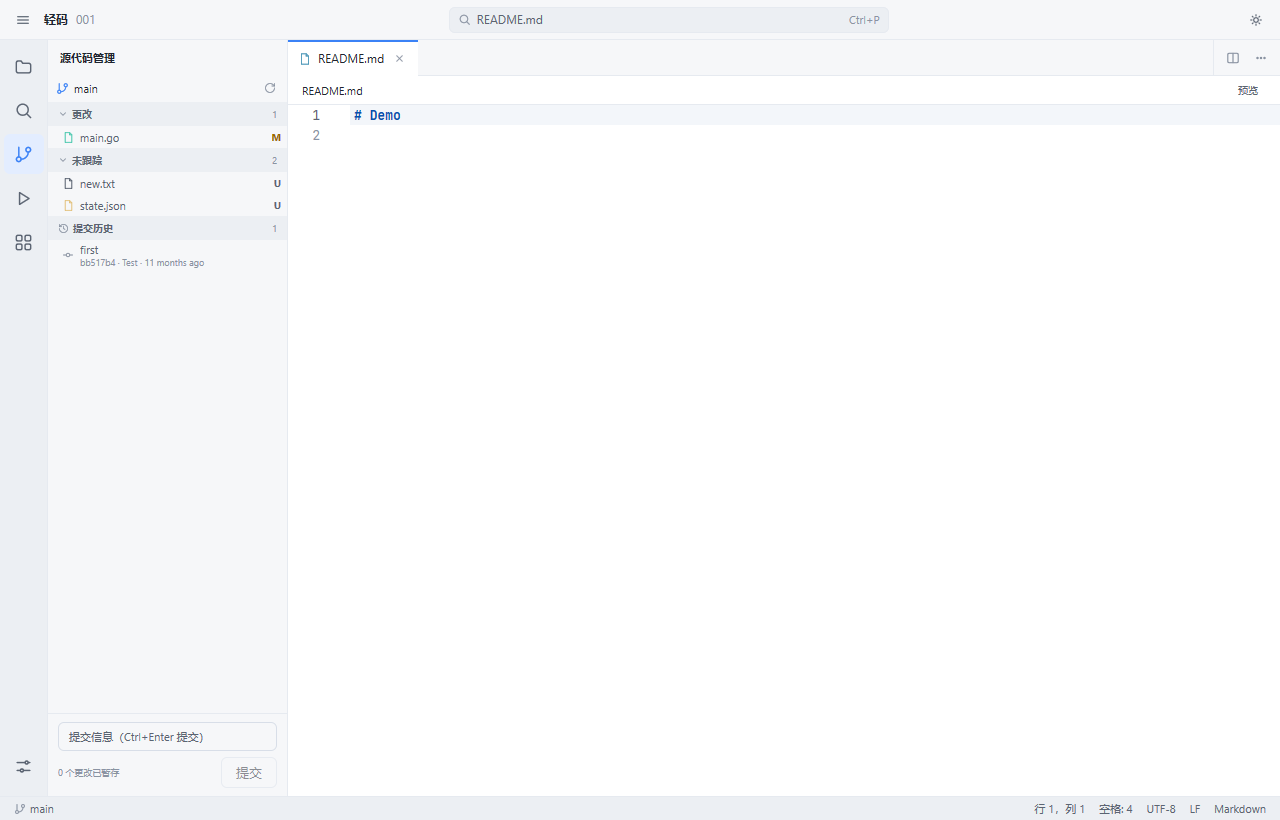 轻码 001
README.md Ctrl+P
源代码管理
main
更改 1
main.go M
未跟踪 2
new.txt U
state.json U
提交历史 1
first
bb517b4 · Test · 11 months ago
提交信息（Ctrl+Enter 提交）
0 个更改已暂存
提交
README.md
README.md 预览
1 # Demo
2
main
行 1，列 1 空格: 4 UTF-8 LF Markdown